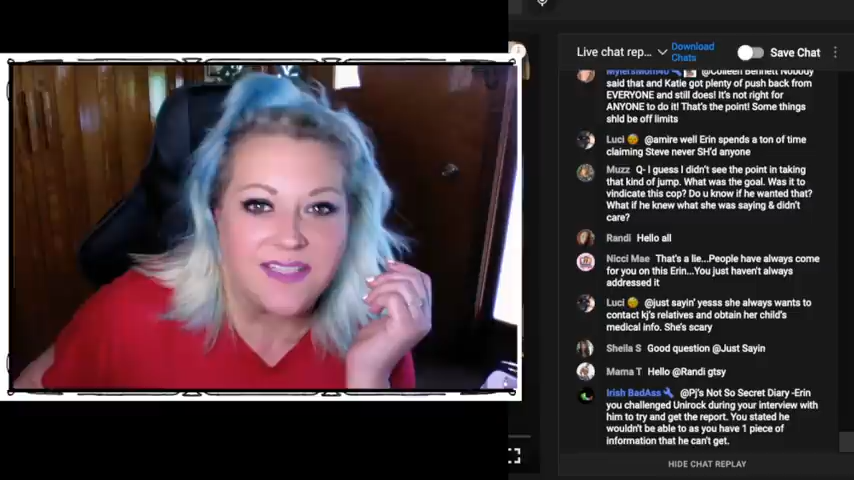 Live chat rep...
Download
Chats
Save Chat
MylersMom40 @Colleen Bennett Nobody
said that and Katie got plenty of push back from
EVERYONE and still does! It's not right for
ANYONE to do it! That's the point! Some things
shld be off limits
Luci @amire well Erin spends a ton of time
claiming Steve never SH'd anyone
Muzz Q- I guess I didn't see the point in taking
that kind of jump. What was the goal. Was it to
vindicate this cop? Do u know if he wanted that?
What if he knew what she was saying & didn't
care?
Randi Hello all
Nicci Mae That's a lie...People have always come
for you on this Erin...You just haven't always
addressed it
Luci @just sayin' yesss she always wants to
contact kj's relatives and obtain her child's
medical info. She's scary
Sheila S Good question @Just Sayin
Mama T Hello @Randi gtsy
Irish BadAss @Pj's Not So Secret Diary -Erin
you challenged Unirock during your interview with
him to try and get the report. You stated he
wouldn't be able to as you have 1 piece of
information that he can't get.
HIDE CHAT REPLAY